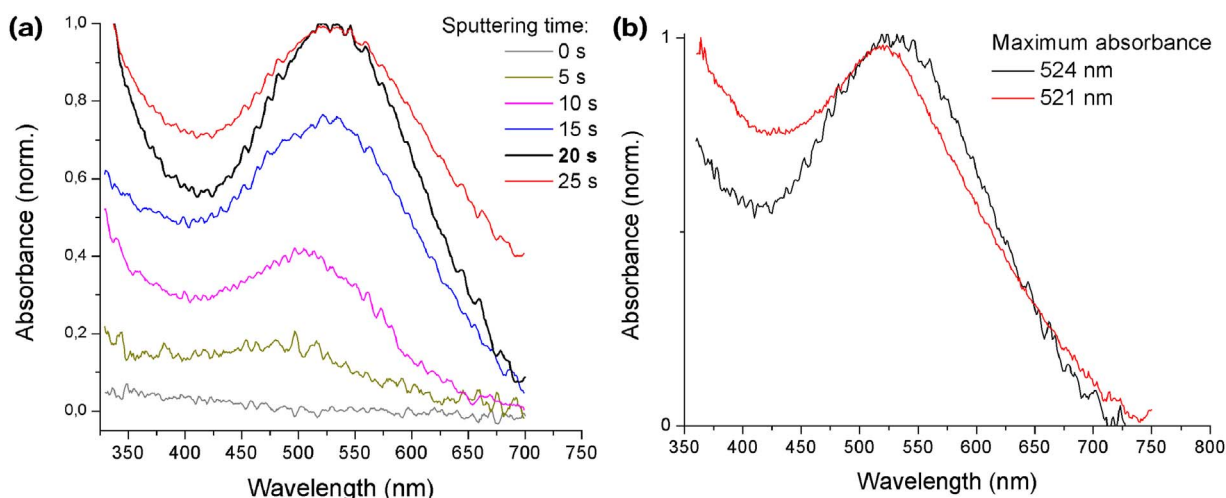 (a)
Absorbance (norm.)
1,0
0,8
0,6
0,4
0,2
0,0
350 400 450 500 550 600 650 700 750
Wavelength (nm)
Sputtering time:
0 s
5 s
10 s
15 s
20 s
25 s
(b)
Absorbance (norm.)
1
0
360 400 450 500 550 600 650 700 750 800
Wavelength (nm)
Maximum absorbance
524 nm
521 nm